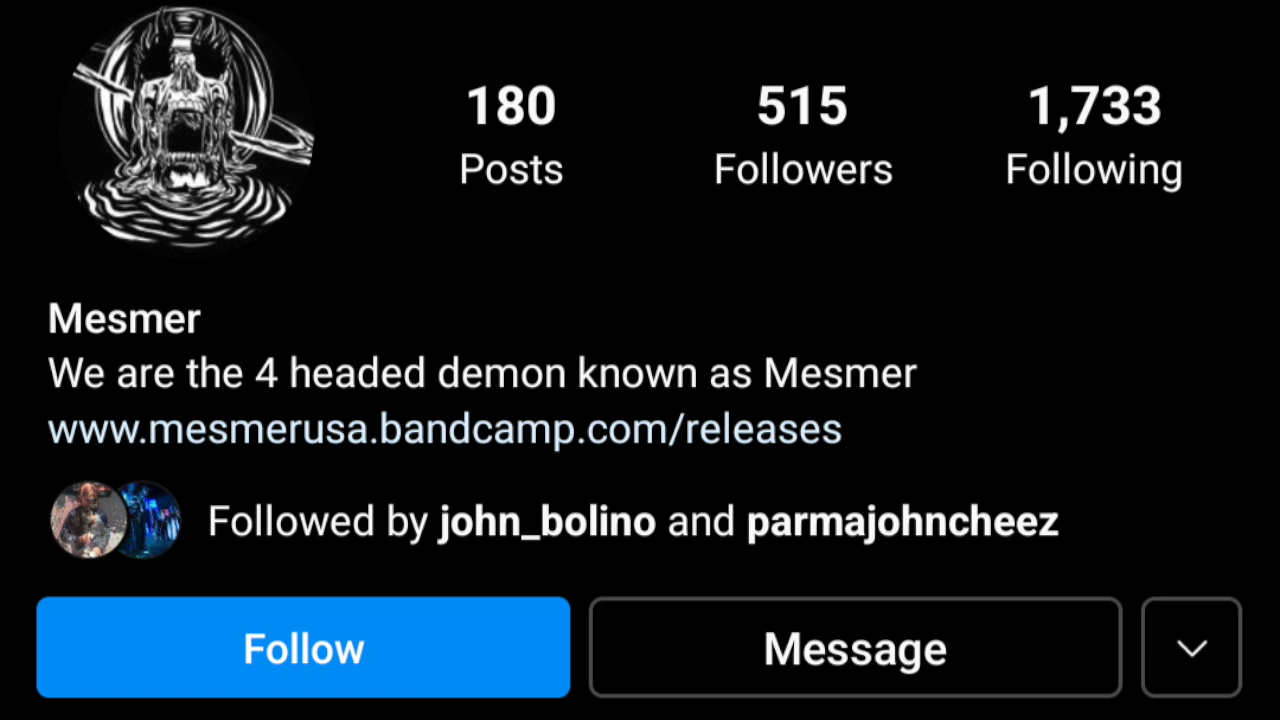 180 515 1,733
Posts Followers Following
Mesmer
We are the 4 headed demon known as Mesmer
www.mesmerusa.bandcamp.com/releases
Followed by john_bolino and parmajohncheez
Follow Message